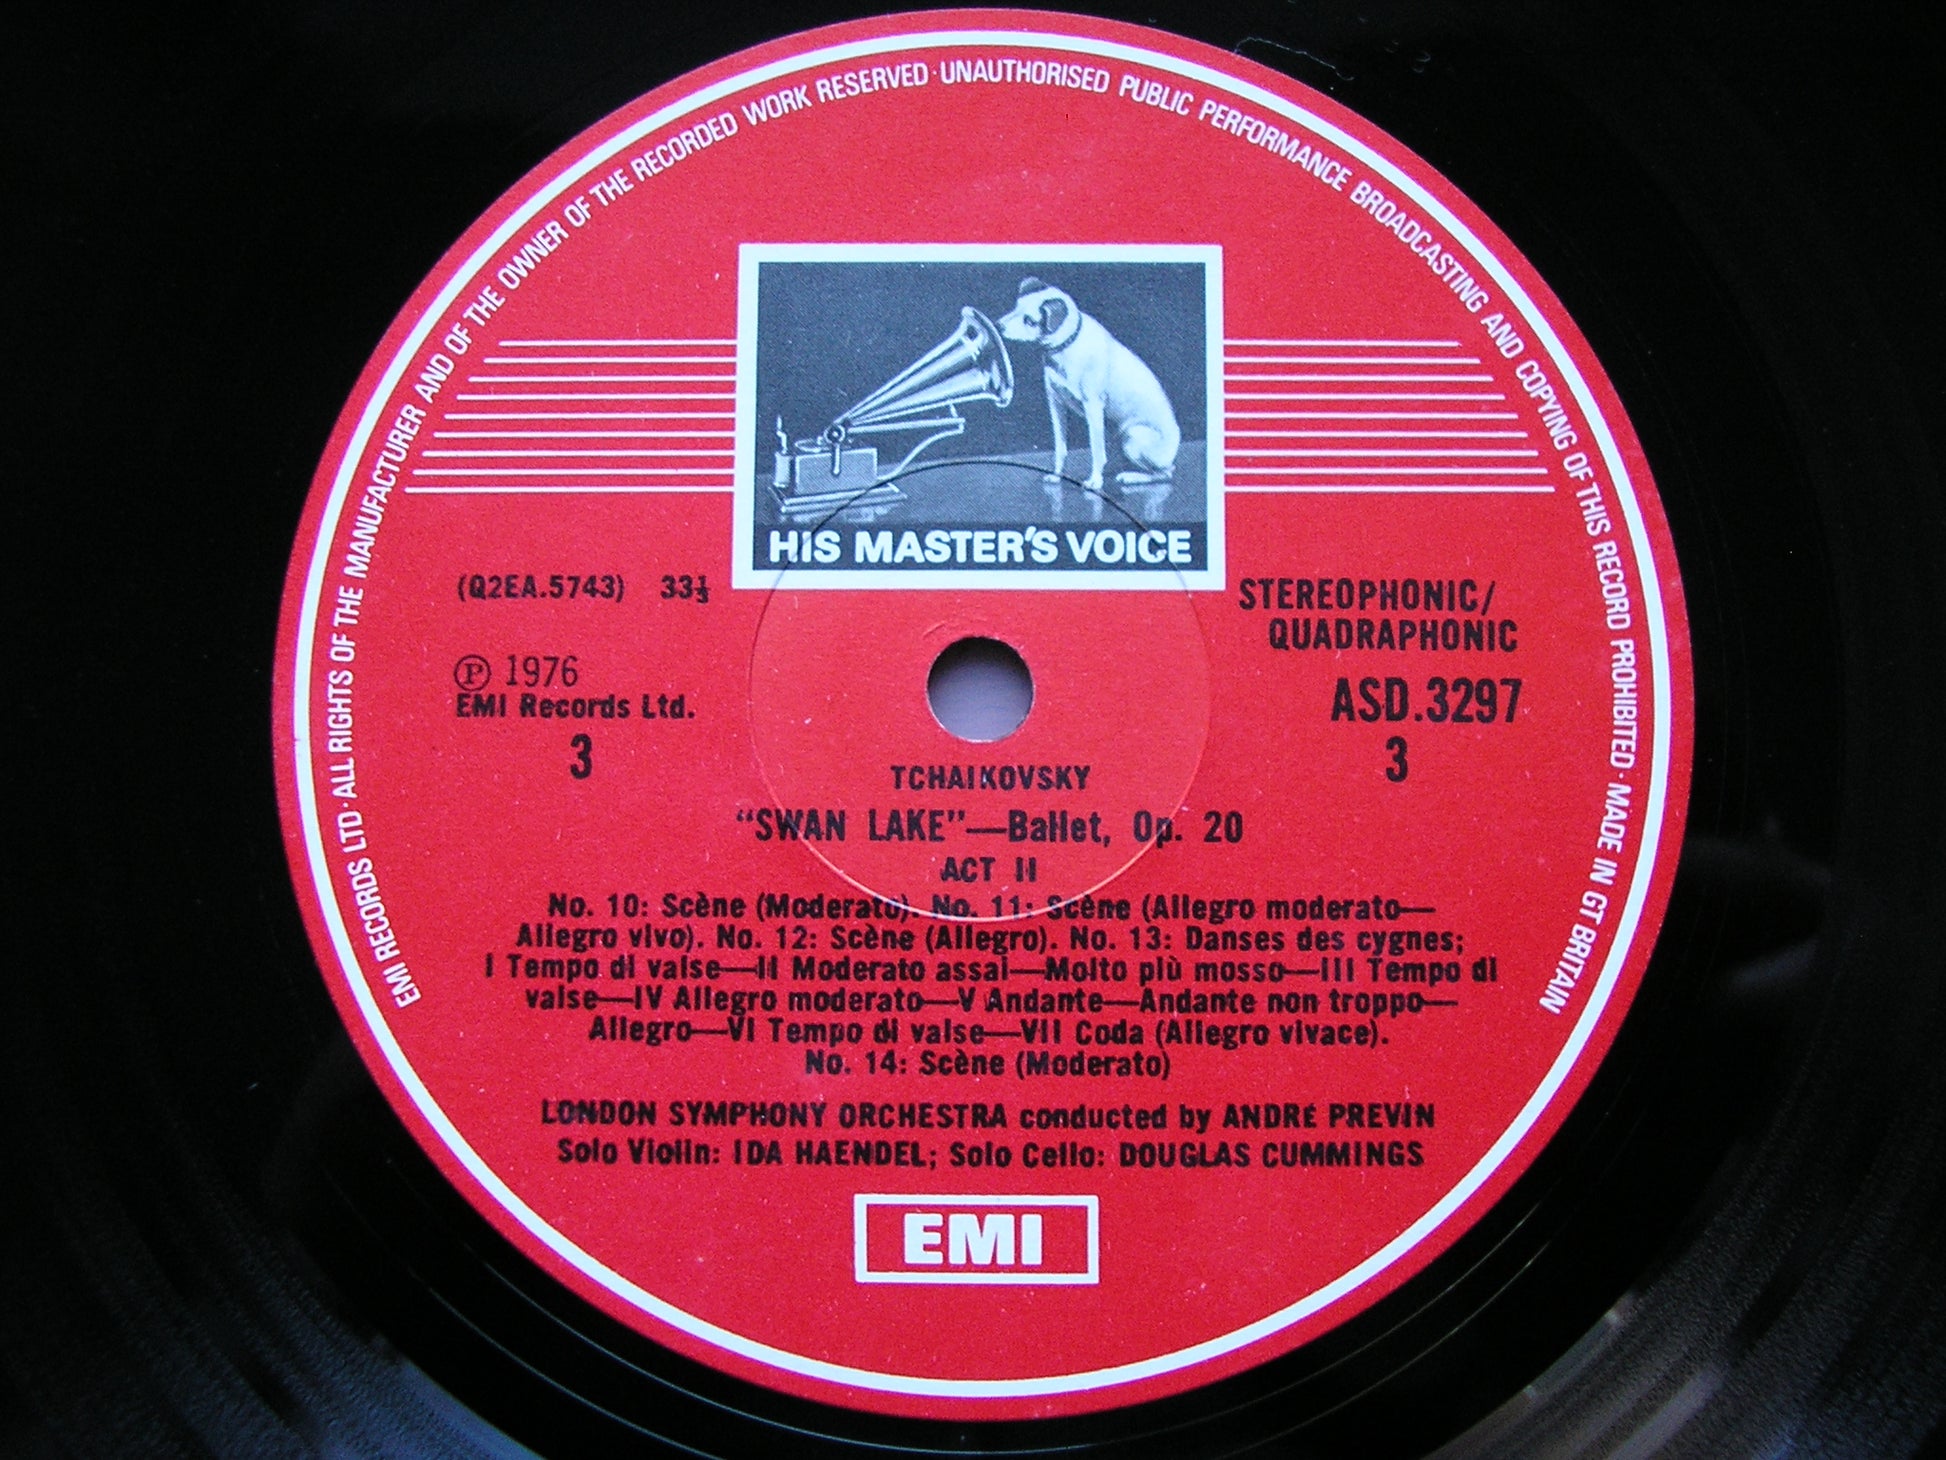 EMI RECORDS LTD · ALL RIGHTS OF THE MANUFACTURER AND OF THE OWNER OF THE RECORDED WORK RESERVED · UNAUTHORISED PUBLIC PERFORMANCE BROADCASTING AND COPYING OF THIS RECORD PROHIBITED · MADE IN GT BRITAIN
HIS MASTER'S VOICE
(Q2EA.5743) 33⅓
STEREOPHONIC/
QUADRAPHONIC
℗ 1976
EMI Records Ltd.
ASD.3297
3
3
TCHAIKOVSKY
"SWAN LAKE"—Ballet, Op. 20
ACT II
No. 10: Scène (Moderato). No. 11: Scène (Allegro moderato—
Allegro vivo). No. 12: Scène (Allegro). No. 13: Danses des cygnes;
I Tempo di valse—II Moderato assai—Molto più mosso—III Tempo di
valse—IV Allegro moderato—V Andante—Andante non troppo—
Allegro—VI Tempo di valse—VII Coda (Allegro vivace).
No. 14: Scène (Moderato)
LONDON SYMPHONY ORCHESTRA conducted by ANDRÉ PREVIN
Solo Violin: IDA HAENDEL; Solo Cello: DOUGLAS CUMMINGS
EMI